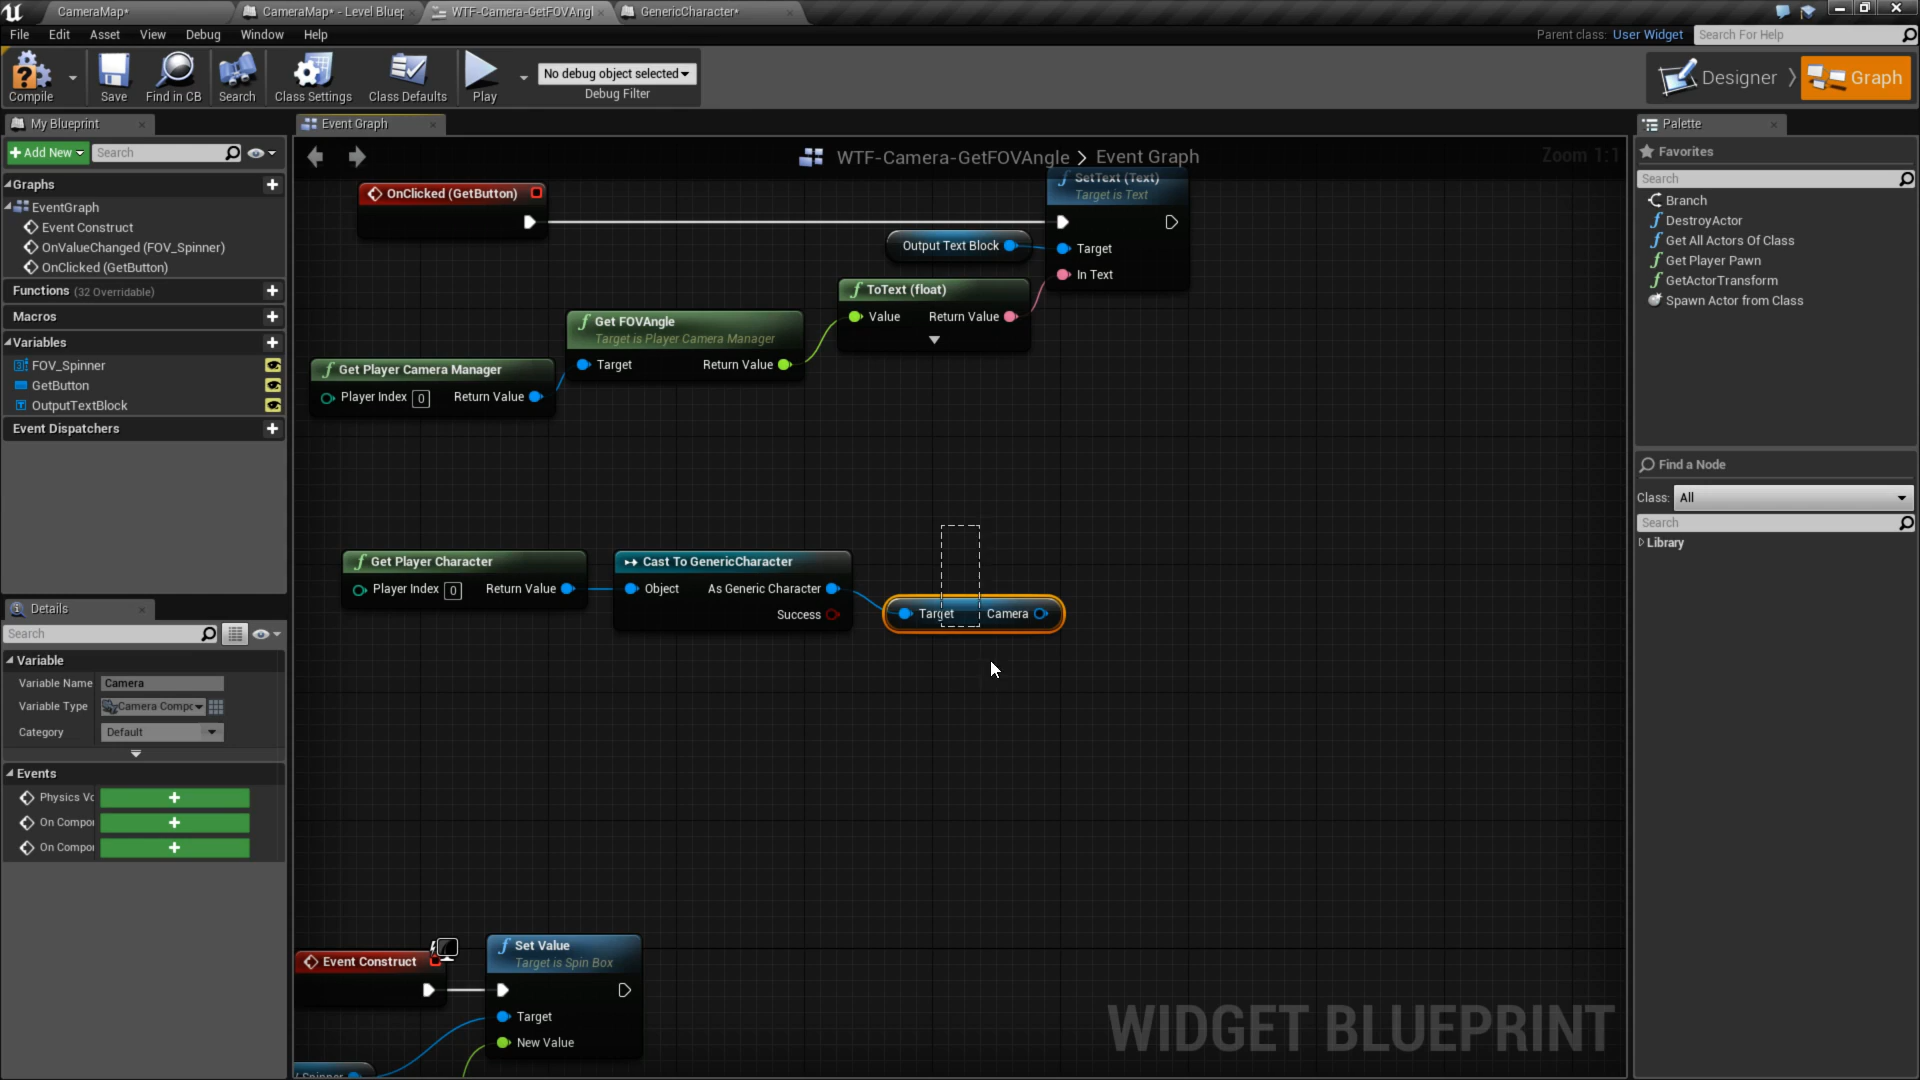 CameraMap*
CameraMap* - Level Bluep
WTF-Camera-GetFOVAngl
GenericCharacter*
File Edit Asset View Debug Window Help
Parent class: User Widget
Search For Help
Compile
Save
Find in CB
Search
Class Settings
Class Defaults
Play
No debug object selected
Debug Filter
Designer
Graph
My Blueprint
Add New
Search
Graphs
EventGraph
Event Construct
OnValueChanged (FOV_Spinner)
OnClicked (GetButton)
Functions (32 Overridable)
Macros
Variables
FOV_Spinner
GetButton
OutputTextBlock
Event Dispatchers
Details
Search
Variable
Variable Name Camera
Variable Type Camera Compc
Category Default
Events
Physics Vo
On Compor
On Compor
Event Graph
WTF-Camera-GetFOVAngle > Event Graph
Zoom 1:1
OnClicked (GetButton)
SetText (Text)
Target is Text
Output Text Block
Target
In Text
ToText (float)
Value Return Value
Get FOVAngle
Target is Player Camera Manager
Target Return Value
Get Player Camera Manager
Player Index 0 Return Value
Get Player Character
Player Index 0 Return Value
Cast To GenericCharacter
Object As Generic Character
Success
Target Camera
Event Construct
Set Value
Target is Spin Box
Target
New Value
WIDGET BLUEPRINT
Palette
Favorites
Search
Branch
DestroyActor
Get All Actors Of Class
Get Player Pawn
GetActorTransform
Spawn Actor from Class
Find a Node
Class: All
Search
Library